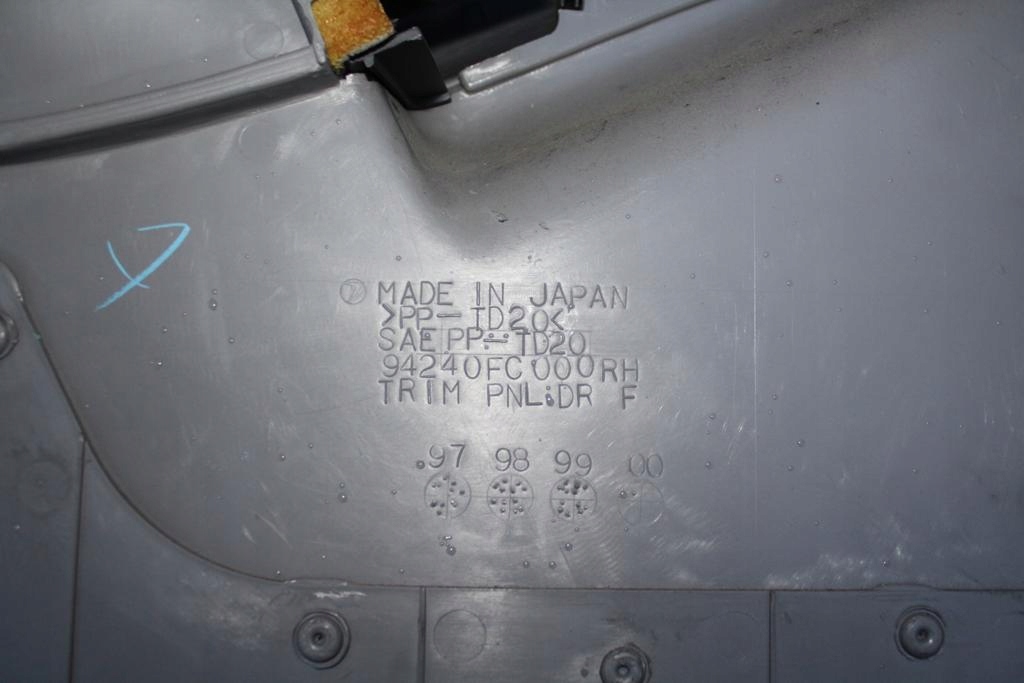 MADE IN JAPAN
>PP-TD20<
SAE PP-TD20
94240FC000RH
TRIM PNL:DR F
97 98 99 00